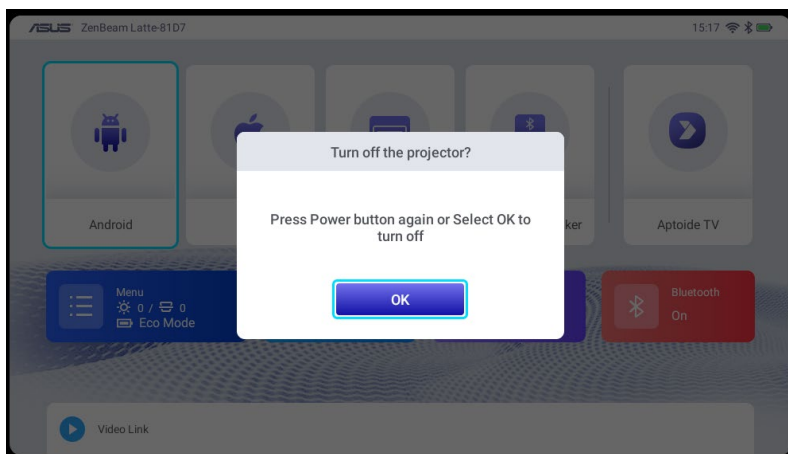 ASUS ZenBeam Latte-81D7
15:17
Turn off the projector?
Press Power button again or Select OK to
turn off
OK
Android
ker
Aptoide TV
Menu
0 / 0
Eco Mode
Bluetooth
On
Video Link